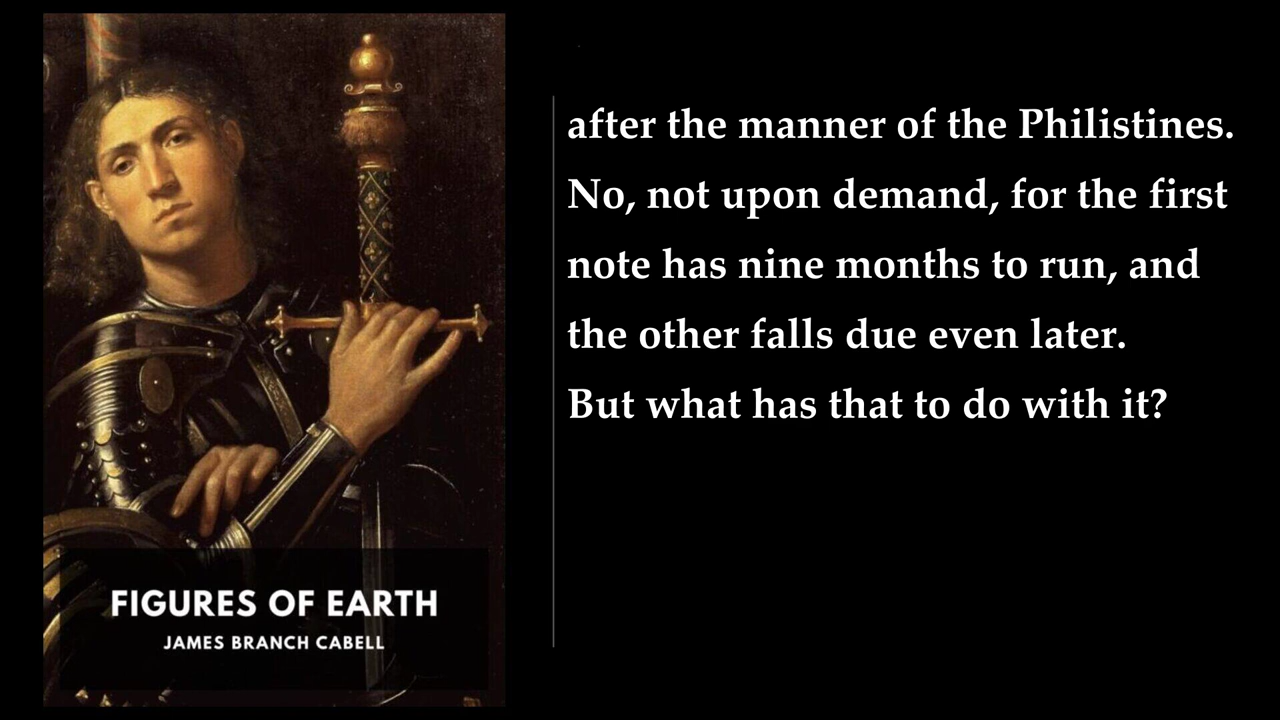 FIGURES OF EARTH
JAMES BRANCH CABELL
after the manner of the Philistines.
No, not upon demand, for the first
note has nine months to run, and
the other falls due even later.
But what has that to do with it?